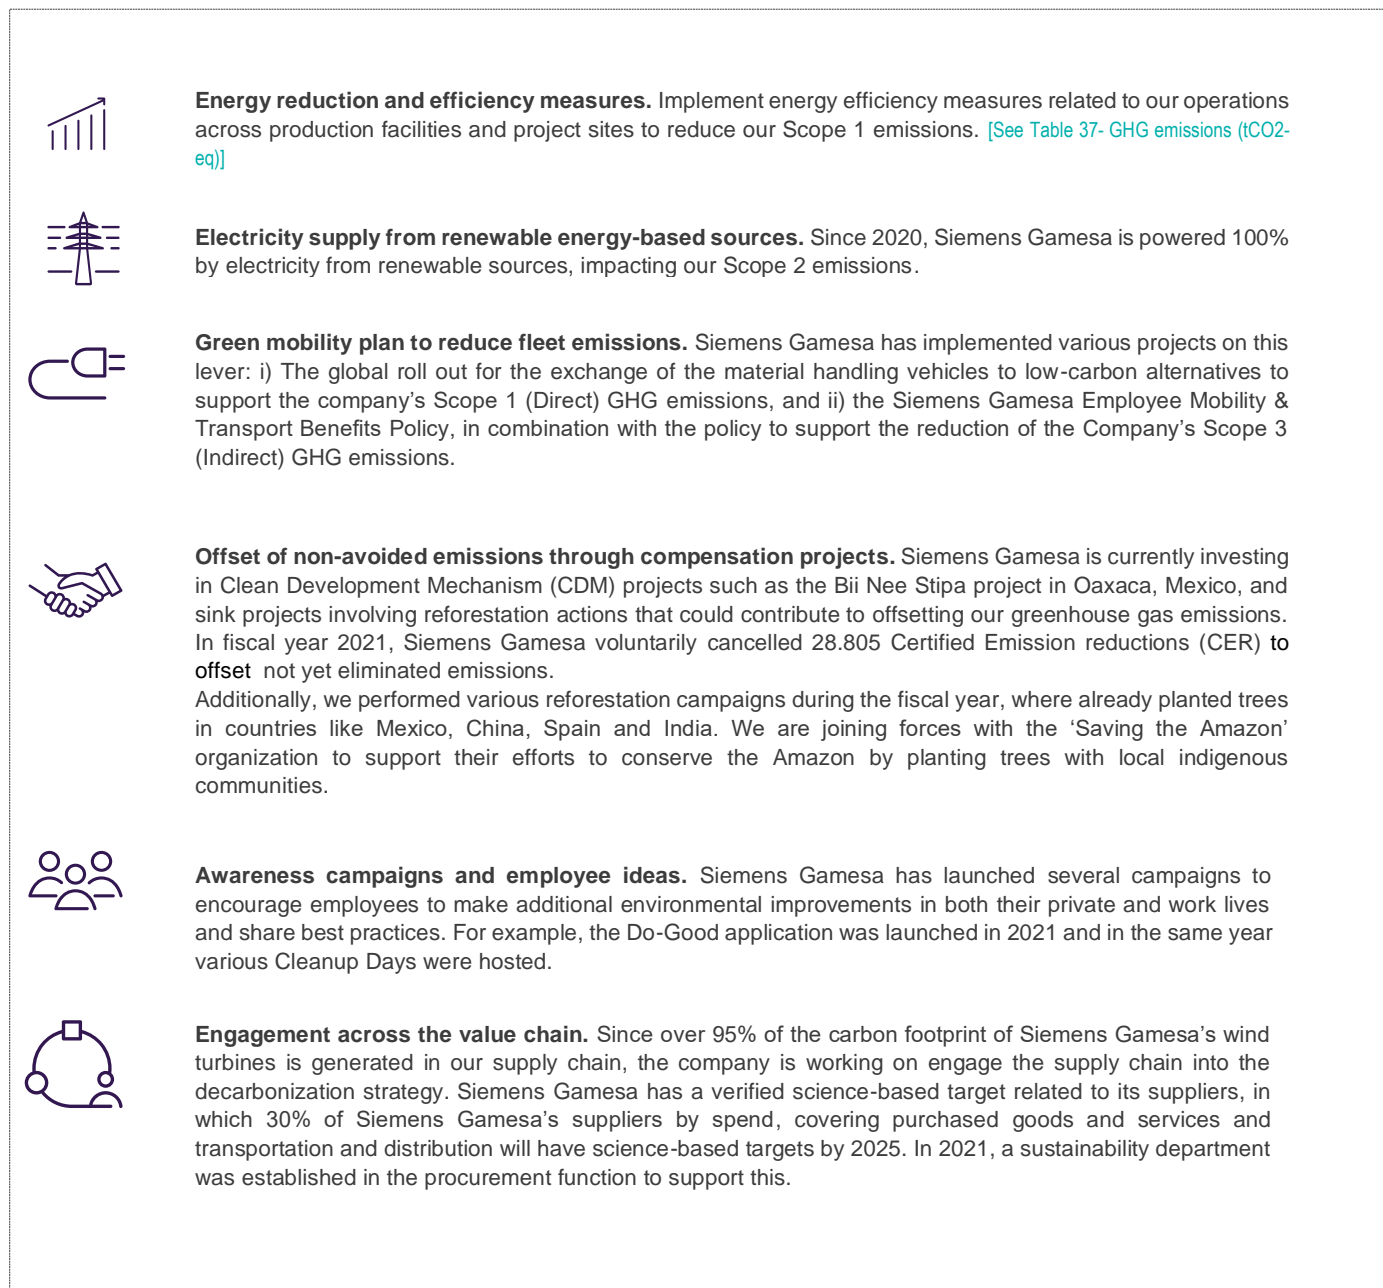 Energy reduction and efficiency measures. Implement energy efficiency measures related to our operations
across production facilities and project sites to reduce our Scope 1 emissions. [See Table 37- GHG emissions (tCO2-
eq)]
Electricity supply from renewable energy-based sources. Since 2020, Siemens Gamesa is powered 100%
by electricity from renewable sources, impacting our Scope 2 emissions.
Green mobility plan to reduce fleet emissions. Siemens Gamesa has implemented various projects on this
lever: i) The global roll out for the exchange of the material handling vehicles to low-carbon alternatives to
support the company’s Scope 1 (Direct) GHG emissions, and ii) the Siemens Gamesa Employee Mobility &
Transport Benefits Policy, in combination with the policy to support the reduction of the Company’s Scope 3
(Indirect) GHG emissions.
Offset of non-avoided emissions through compensation projects. Siemens Gamesa is currently investing
in Clean Development Mechanism (CDM) projects such as the Bii Nee Stipa project in Oaxaca, Mexico, and
sink projects involving reforestation actions that could contribute to offsetting our greenhouse gas emissions.
In fiscal year 2021, Siemens Gamesa voluntarily cancelled 28.805 Certified Emission reductions (CER) to
offset not yet eliminated emissions.
Additionally, we performed various reforestation campaigns during the fiscal year, where already planted trees
in countries like Mexico, China, Spain and India. We are joining forces with the ‘Saving the Amazon’
organization to support their efforts to conserve the Amazon by planting trees with local indigenous
communities.
Awareness campaigns and employee ideas. Siemens Gamesa has launched several campaigns to
encourage employees to make additional environmental improvements in both their private and work lives
and share best practices. For example, the Do-Good application was launched in 2021 and in the same year
various Cleanup Days were hosted.
Engagement across the value chain. Since over 95% of the carbon footprint of Siemens Gamesa’s wind
turbines is generated in our supply chain, the company is working on engage the supply chain into the
decarbonization strategy. Siemens Gamesa has a verified science-based target related to its suppliers, in
which 30% of Siemens Gamesa’s suppliers by spend, covering purchased goods and services and
transportation and distribution will have science-based targets by 2025. In 2021, a sustainability department
was established in the procurement function to support this.